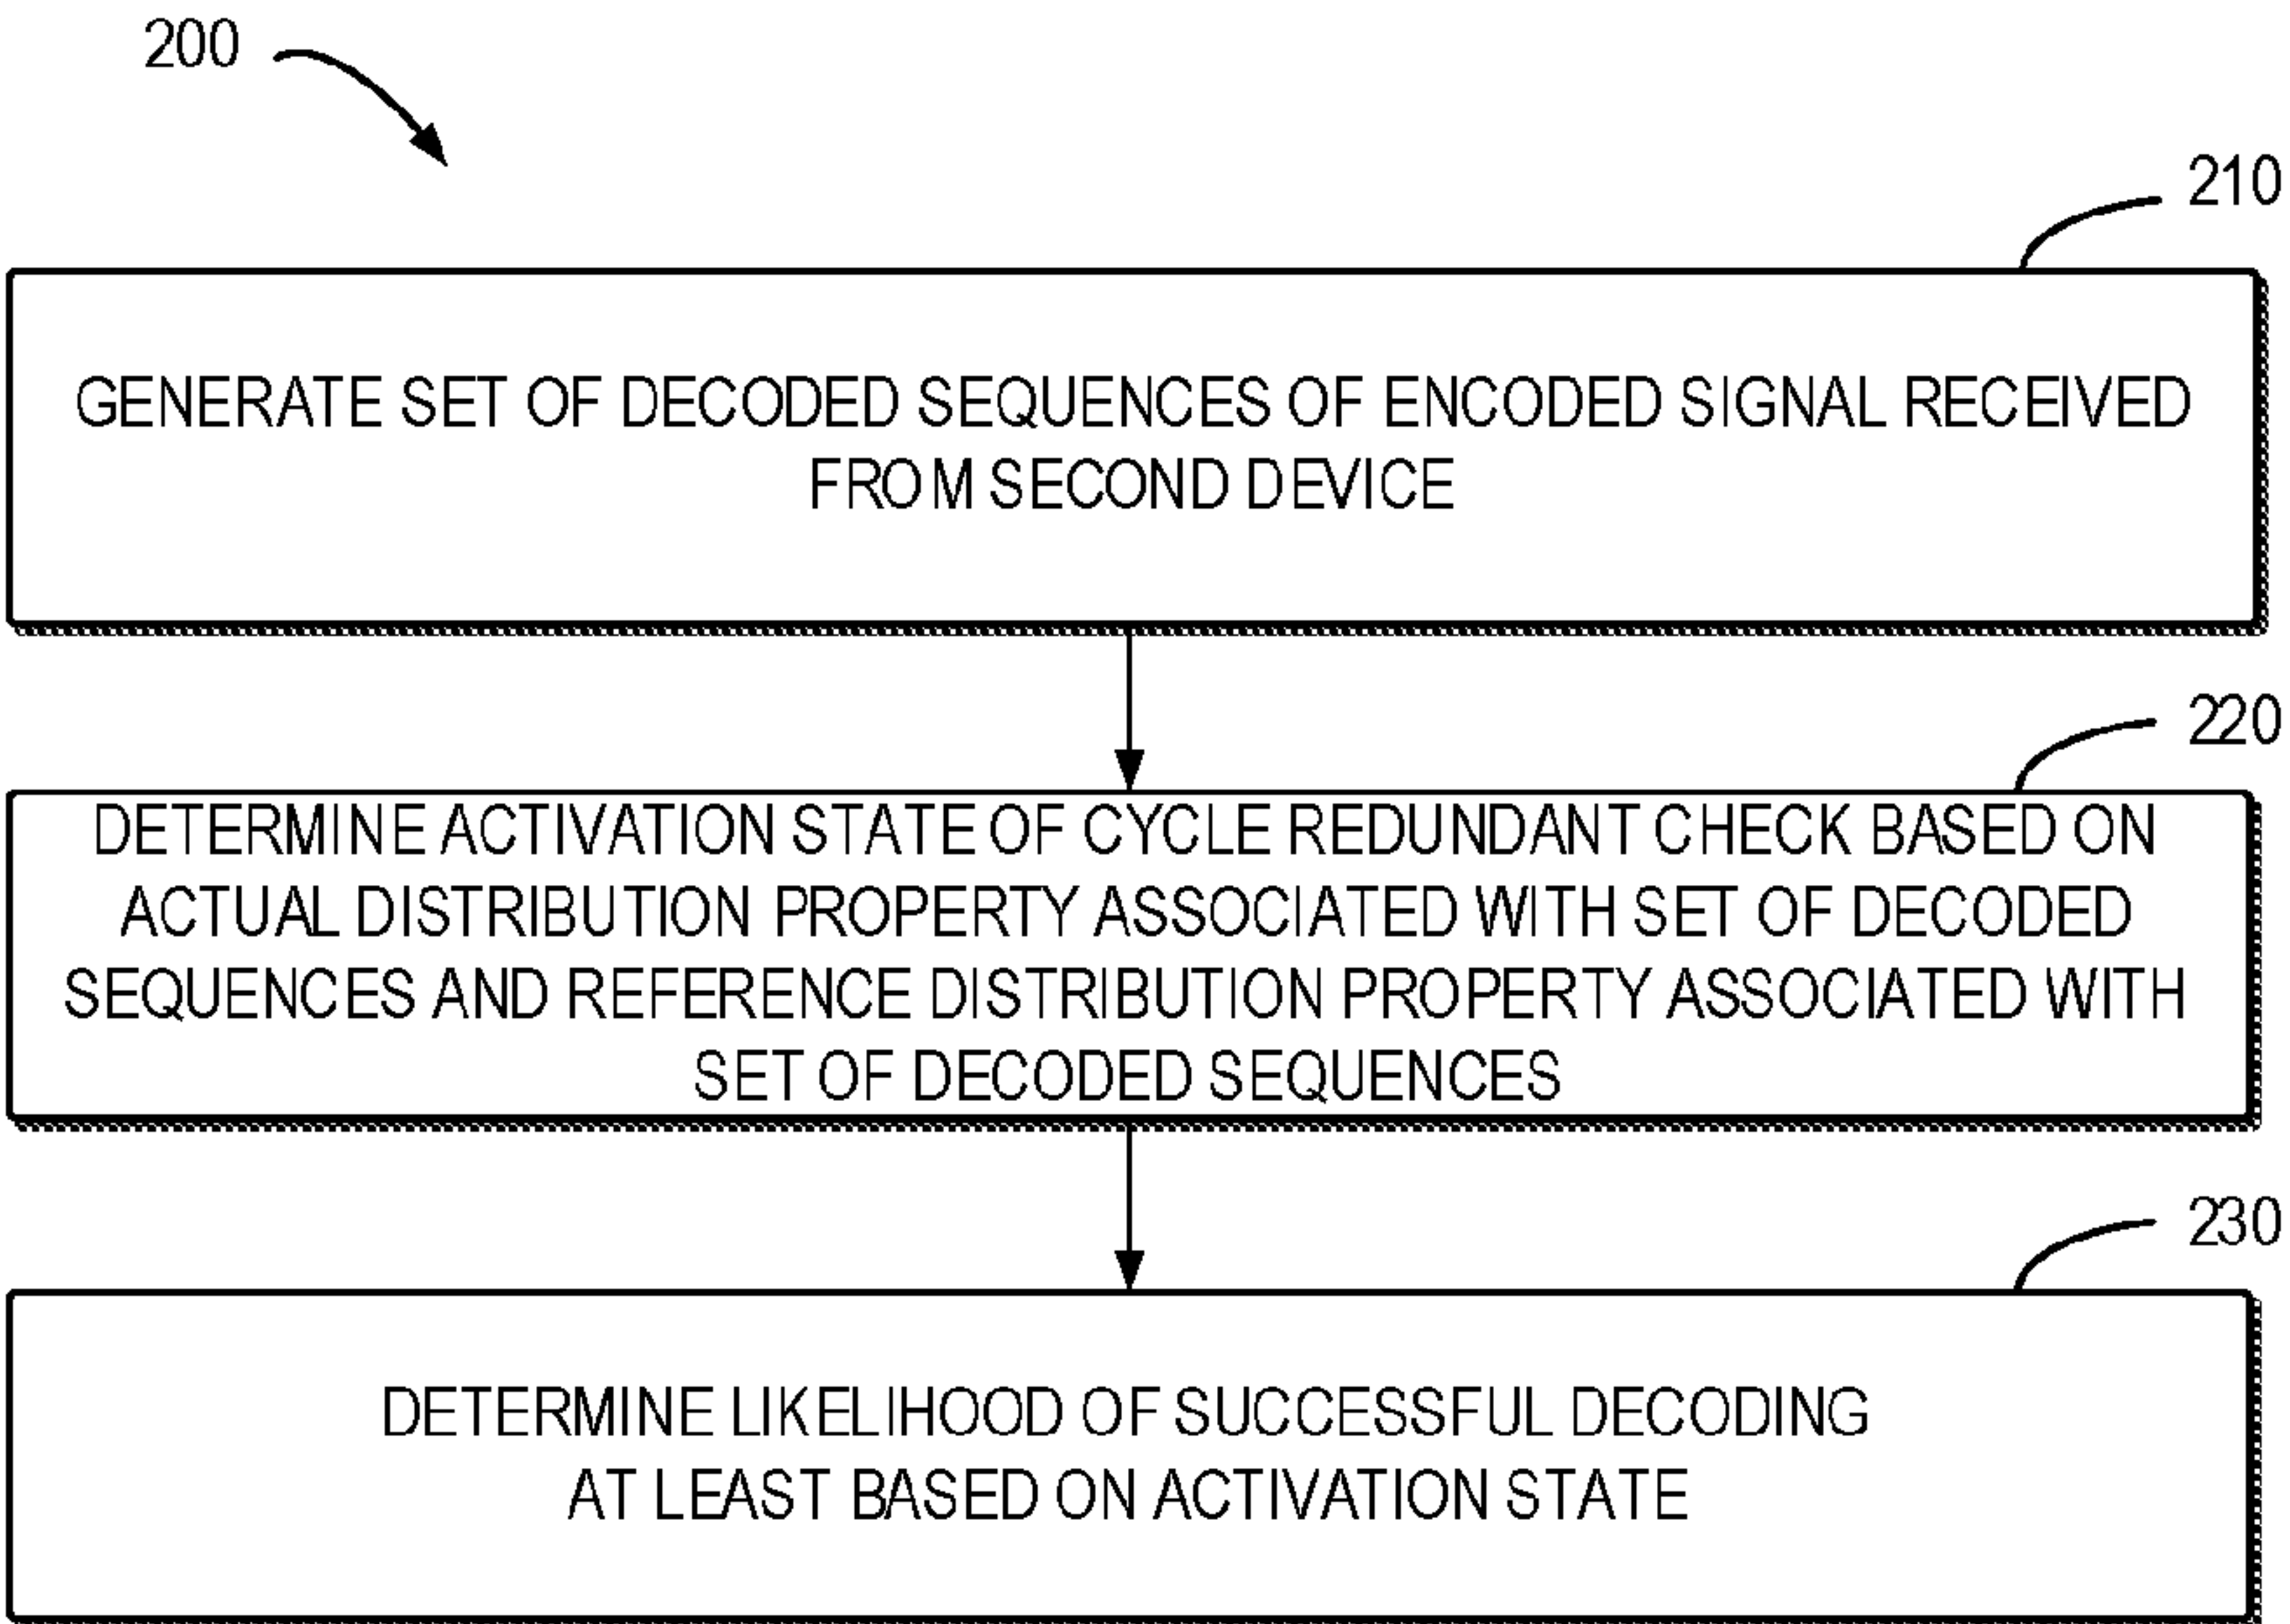 200
210
GENERATE SET OF DECODED SEQUENCES OF ENCODED SIGNAL RECEIVED
FROM SECOND DEVICE
220
DETERMINE ACTIVATION STATE OF CYCLE REDUNDANT CHECK BASED ON
ACTUAL DISTRIBUTION PROPERTY ASSOCIATED WITH SET OF DECODED
SEQUENCES AND REFERENCE DISTRIBUTION PROPERTY ASSOCIATED WITH
SET OF DECODED SEQUENCES
230
DETERMINE LIKELIHOOD OF SUCCESSFUL DECODING
AT LEAST BASED ON ACTIVATION STATE